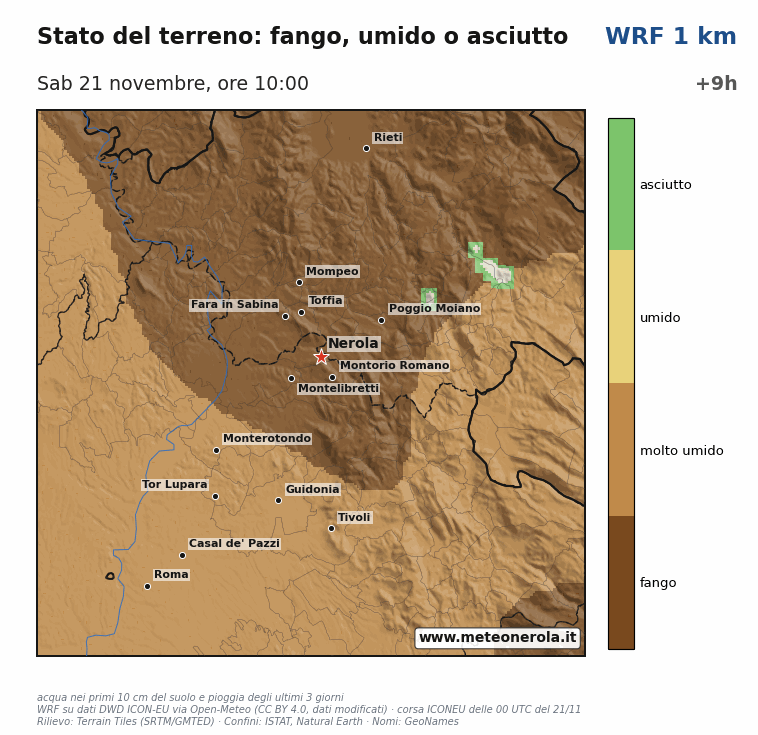 Stato del terreno: fango, umido o asciutto
WRF 1 km
Sab 21 novembre, ore 10:00
+9h
Rieti
Mompeo
Fara in Sabina
Toffia
Poggio Moiano
Nerola
Montorio Romano
Montelibretti
Monterotondo
Tor Lupara
Guidonia
Tivoli
Casal de' Pazzi
Roma
www.meteonerola.it
asciutto
umido
molto umido
fango
acqua nei primi 10 cm del suolo e pioggia degli ultimi 3 giorni
WRF su dati DWD ICON-EU via Open-Meteo (CC BY 4.0, dati modificati) · corsa ICONEU delle 00 UTC del 21/11
Rilievo: Terrain Tiles (SRTM/GMTED) · Confini: ISTAT, Natural Earth · Nomi: GeoNames